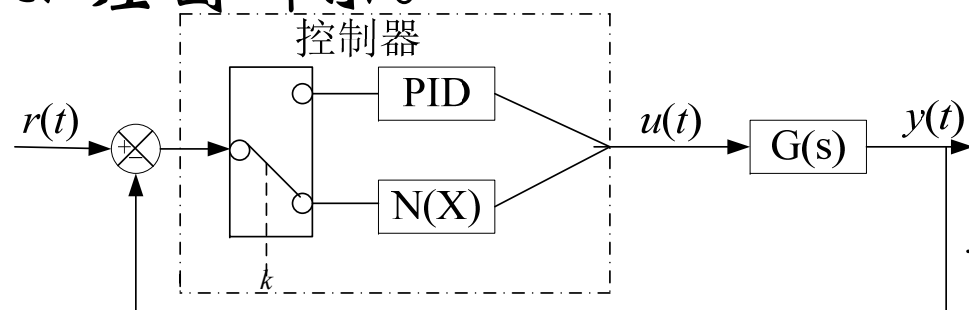 控制器
PID
r(t)
+
−
u(t)
G(s)
y(t)
N(X)
k